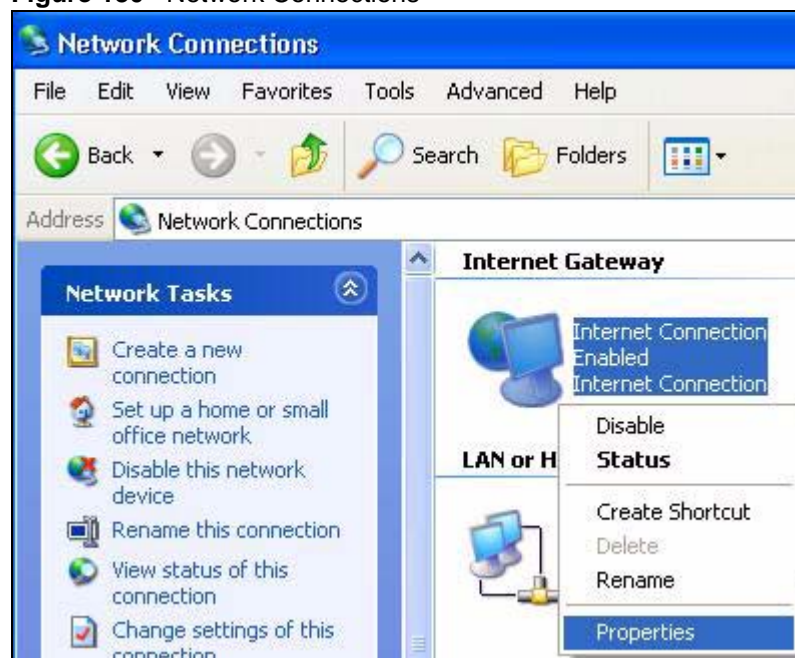 Figure Network Connections
Network Connections
File Edit View Favorites Tools Advanced Help
Back Search Folders
Address Network Connections
Network Tasks
Create a new
connection
Set up a home or small
office network
Disable this network
device
Rename this connection
View status of this
connection
Change settings of this
connection
Internet Gateway
Internet Connection
Enabled
Internet Connection
LAN or H
Disable
Status
Create Shortcut
Delete
Rename
Properties